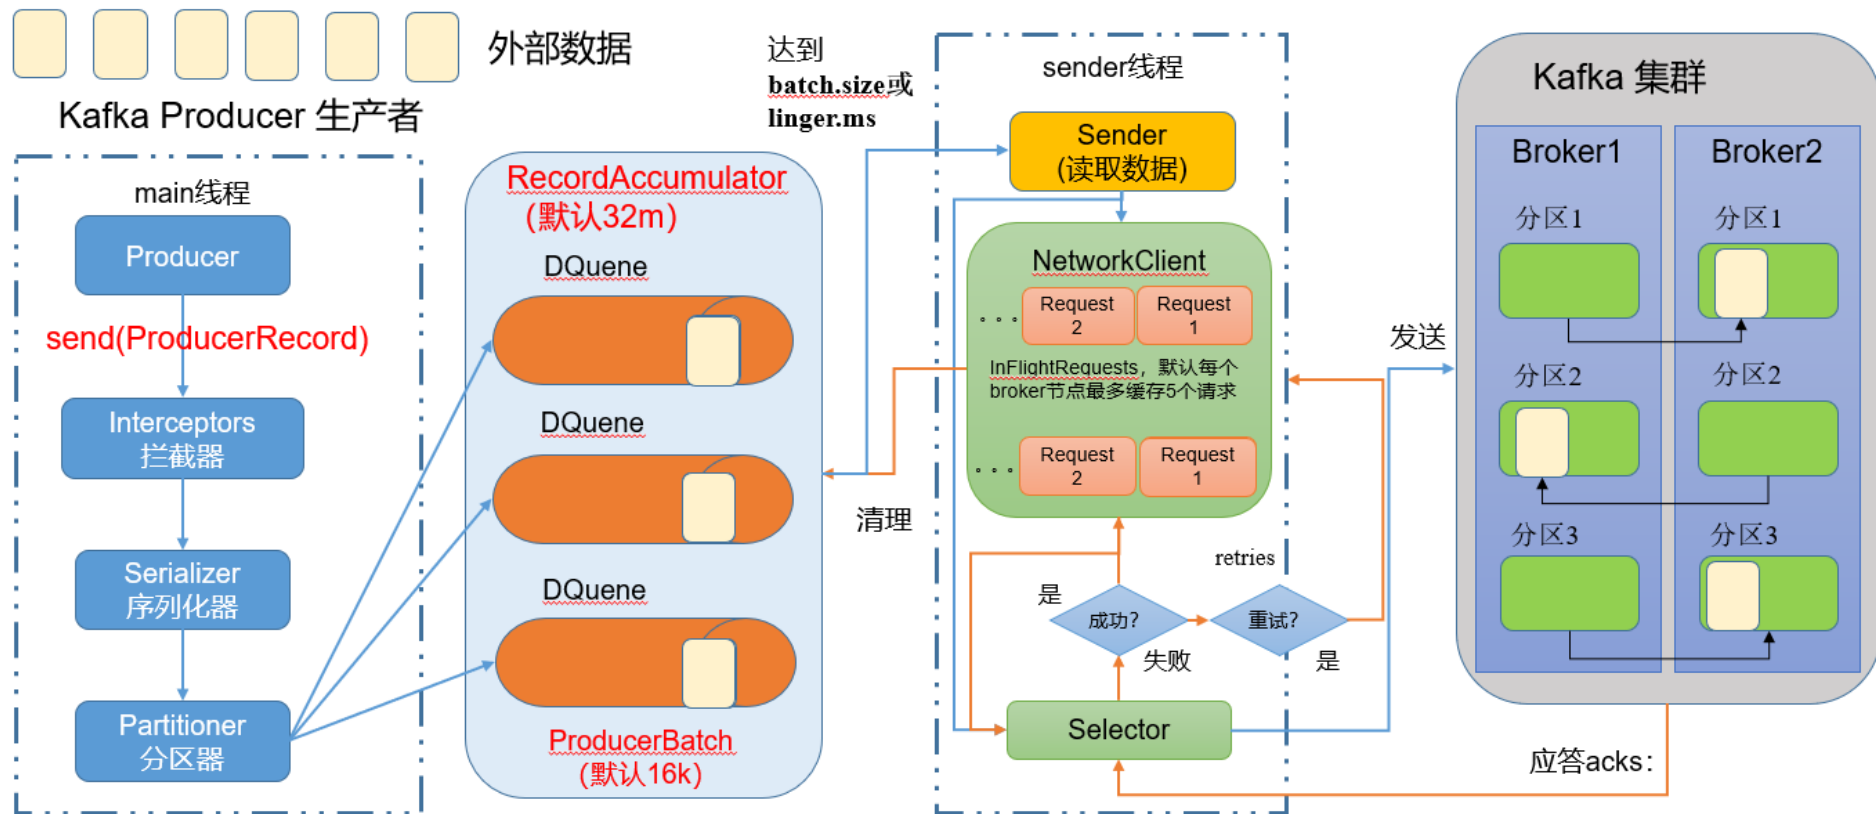 外部数据
Kafka Producer 生产者
main线程
Producer
send(ProducerRecord)
Interceptors
拦截器
Serializer
序列化器
Partitioner
分区器
RecordAccumulator
(默认32m)
DQuene
DQuene
DQuene
ProducerBatch
(默认16k)
达到
batch.size或
linger.ms
清理
sender线程
Sender
(读取数据)
NetworkClient
Request
2
Request
1
。。。
InFlightRequests，默认每个
broker节点最多缓存5个请求
Request
2
Request
1
。。。
是
成功?
失败
retries
重试?
是
Selector
发送
应答acks：
Kafka 集群
Broker1
分区1
分区2
分区3
Broker2
分区1
分区2
分区3